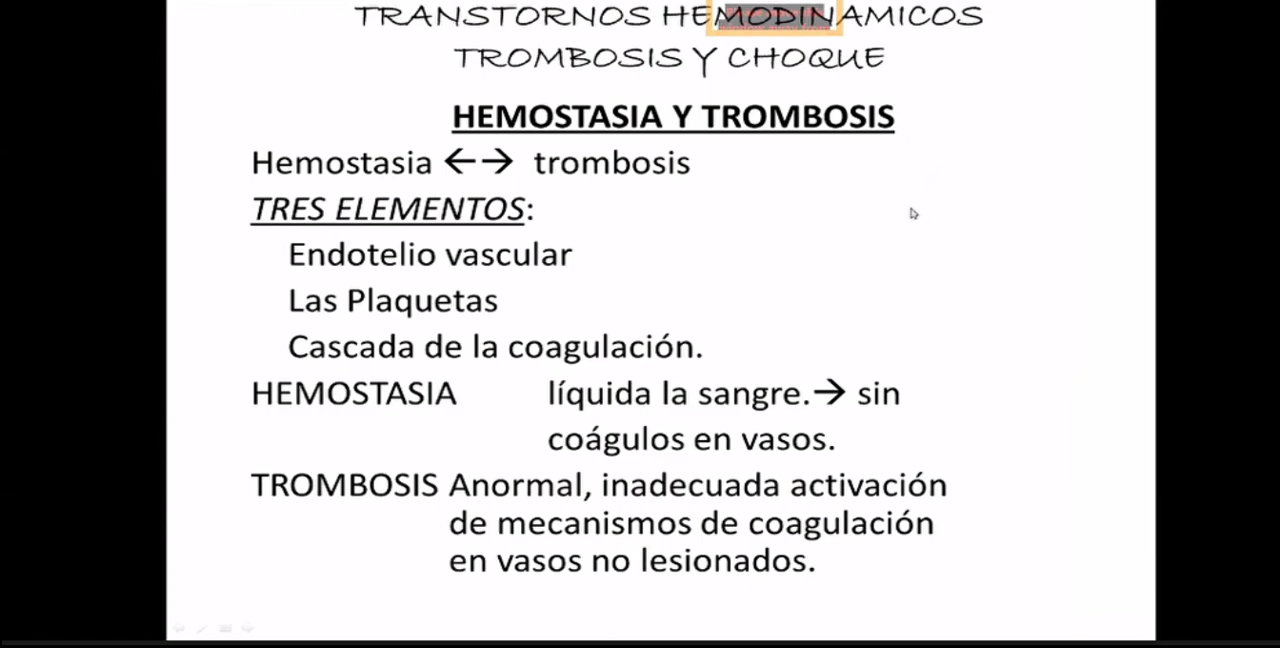 TRANSTORNOS HEMODINAMICOS
TROMBOSIS Y CHOQUE
HEMOSTASIA Y TROMBOSIS
Hemostasia ←→ trombosis
TRES ELEMENTOS:
Endotelio vascular
Las Plaquetas
Cascada de la coagulación.
HEMOSTASIA líquida la sangre.→ sin
coágulos en vasos.
TROMBOSIS Anormal, inadecuada activación
de mecanismos de coagulación
en vasos no lesionados.